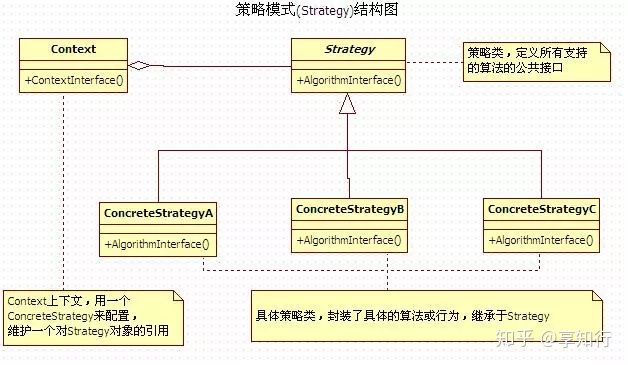 策略模式(Strategy)结构图
Context
+ContextInterface()
Strategy
+AlgorithmInterface()
策略类，定义所有支持
的算法的公共接口
ConcreteStrategyA
+AlgorithmInterface()
ConcreteStrategyB
+AlgorithmInterface()
ConcreteStrategyC
+AlgorithmInterface()
Context上下文，用一个
ConcreteStrategy来配置，
维护一个对Strategy对象的引用
具体策略类，封装了具体的算法或行为，继承于Strategy
知乎 @享知行